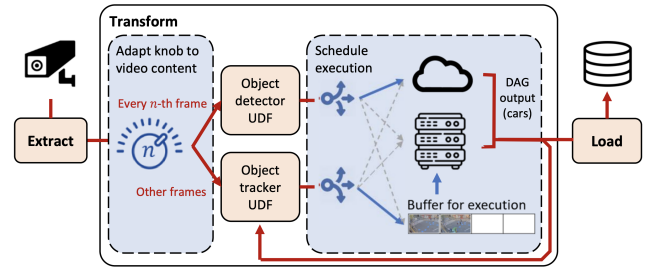 Transform
Adapt knob to
video content
Schedule
execution
Every n-th frame
Object
detector
UDF
DAG
output
(cars)
Extract
n
Load
Other frames
Object
tracker
UDF
Buffer for execution